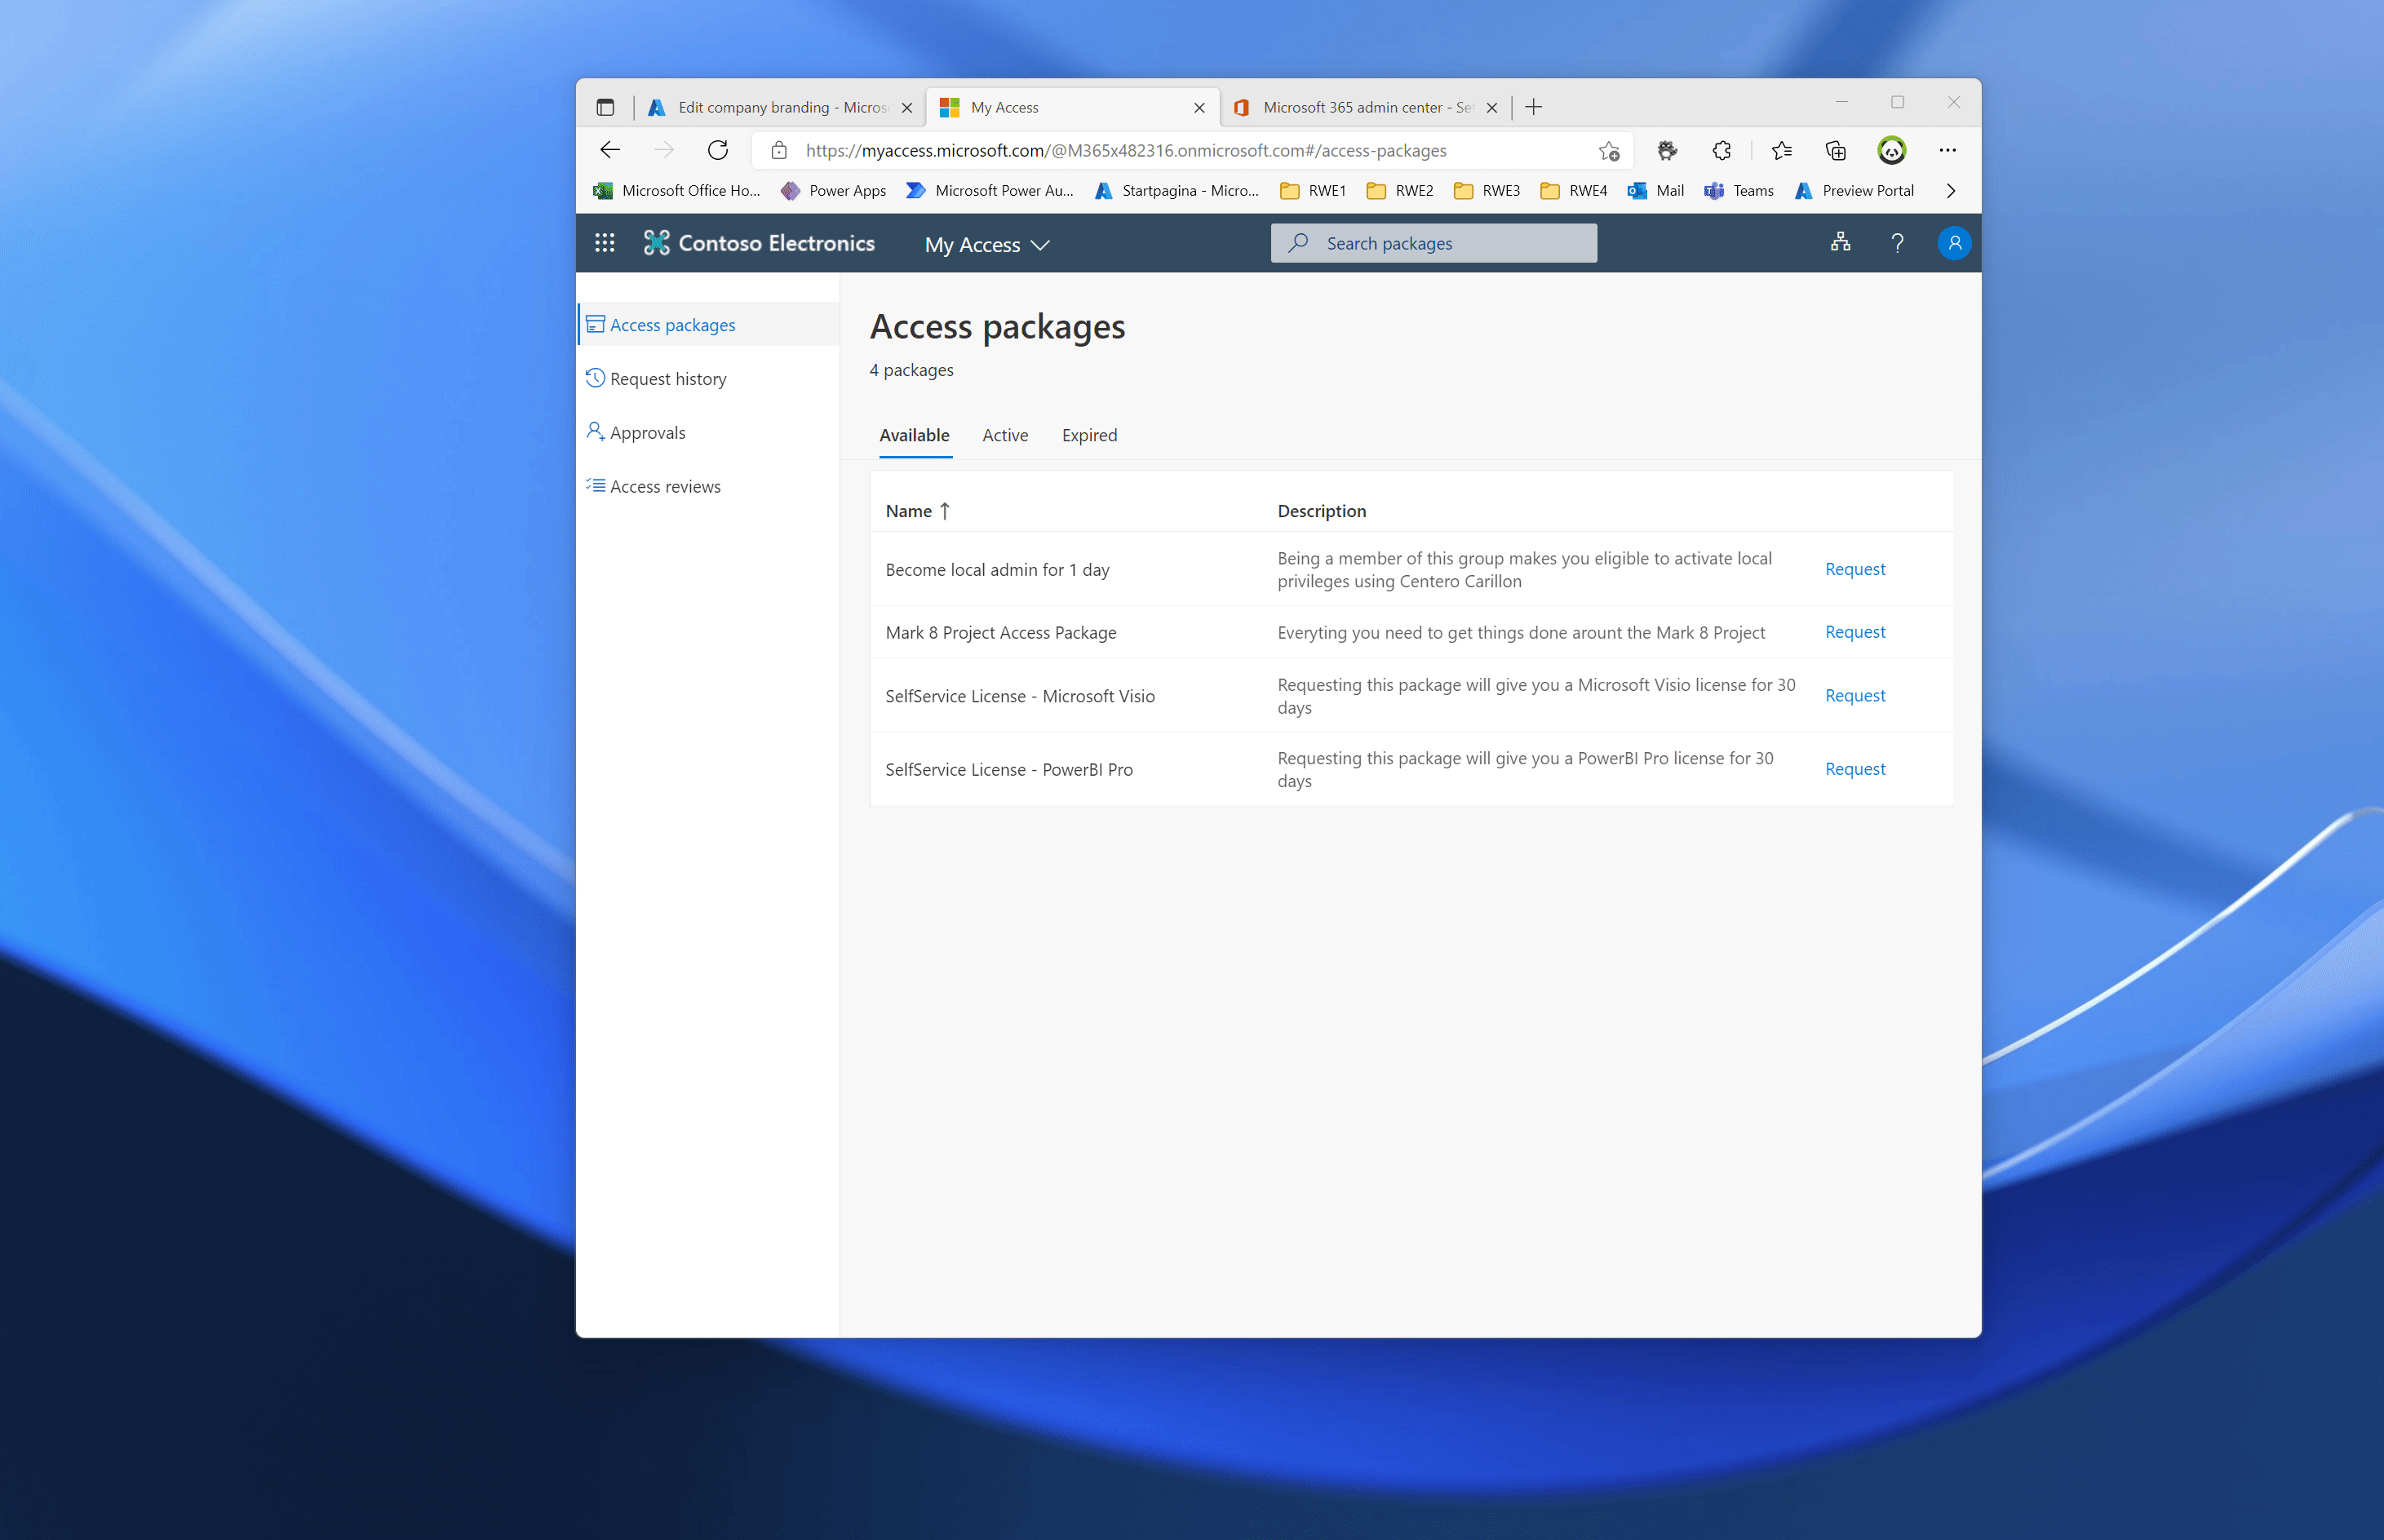 Edit company branding - Micros
My Access
Microsoft 365 admin center - Se
https://myaccess.microsoft.com/@M365x482316.onmicrosoft.com#/access-packages
Microsoft Office Ho...
Power Apps
Microsoft Power Au...
Startpagina - Micro...
RWE1
RWE2
RWE3
RWE4
Mail
Teams
Preview Portal
Contoso Electronics
My Access
Search packages
?
Access packages
Request history
Approvals
Access reviews
Access packages
4 packages
Available
Active
Expired
Name ↑
Description
Become local admin for 1 day
Being a member of this group makes you eligible to activate local
privileges using Centero Carillon
Request
Mark 8 Project Access Package
Everyting you need to get things done arount the Mark 8 Project
Request
SelfService License - Microsoft Visio
Requesting this package will give you a Microsoft Visio license for 30
days
Request
SelfService License - PowerBI Pro
Requesting this package will give you a PowerBI Pro license for 30
days
Request